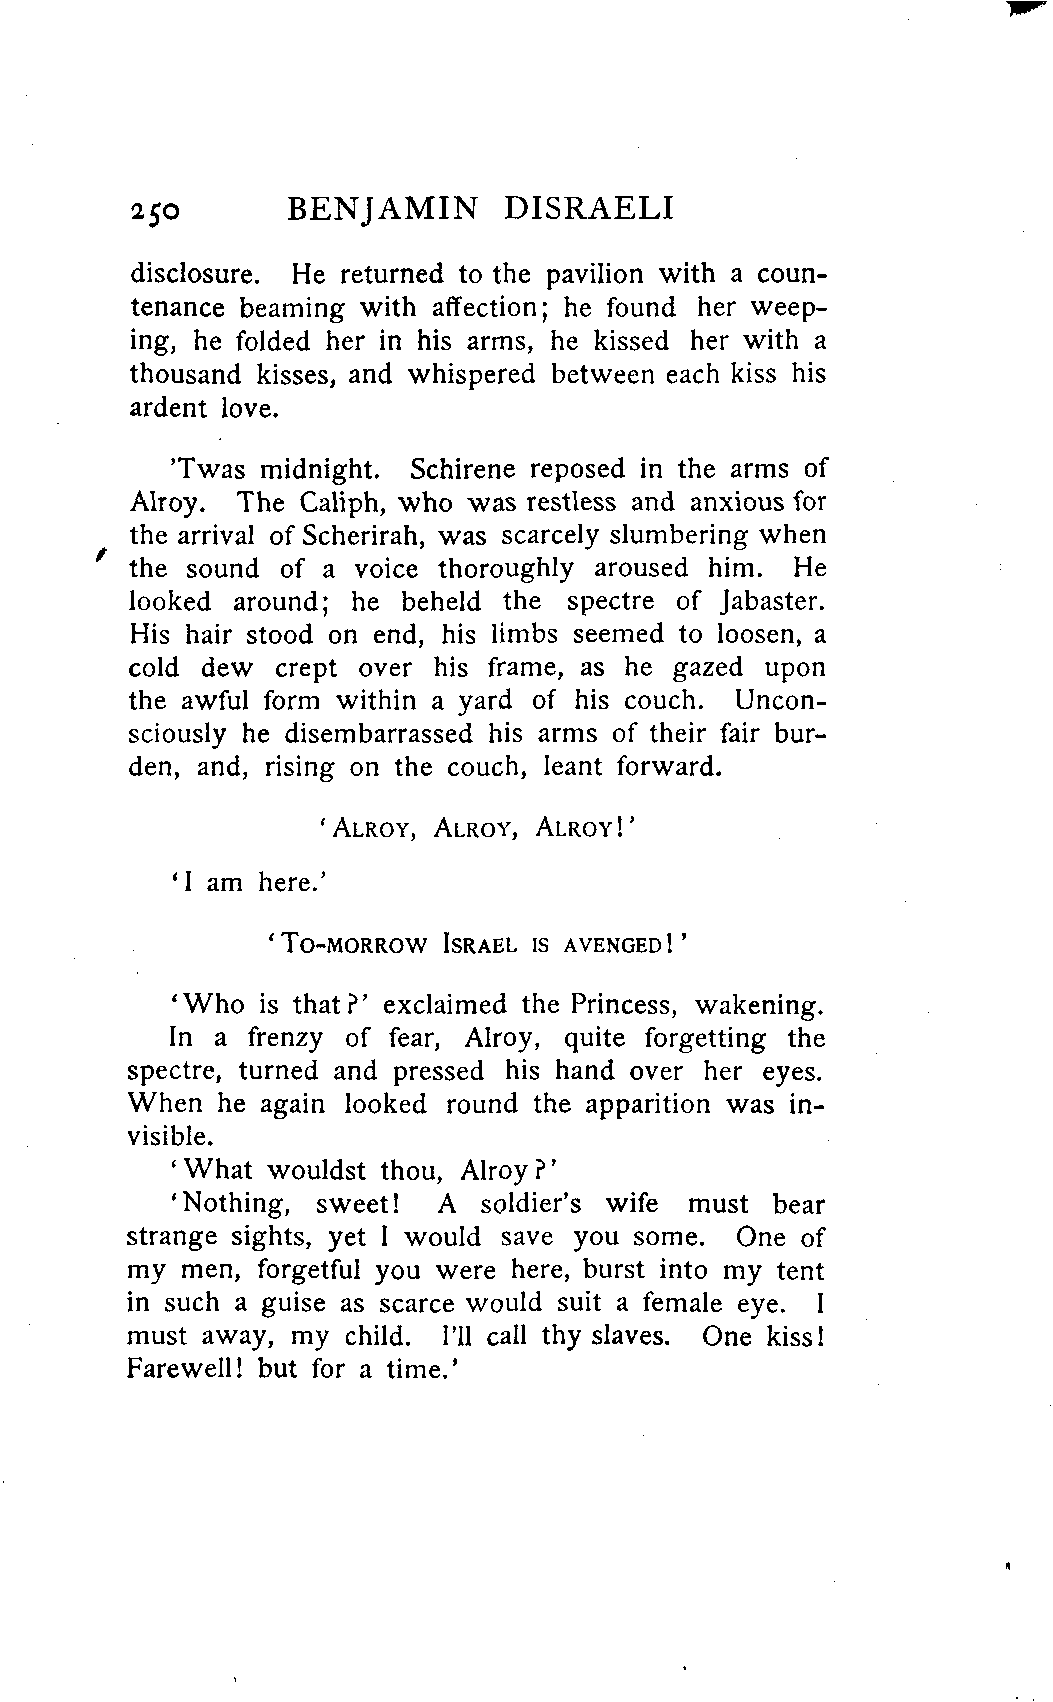 250 BENJAMIN DISRAELI
disclosure. He returned to the pavilion with a coun-
tenance beaming with affection; he found her weep-
ing, he folded her in his arms, he kissed her with a
thousand kisses, and whispered between each kiss his
ardent love.
'Twas midnight. Schirene reposed in the arms of
Alroy. The Caliph, who was restless and anxious for
the arrival of Scherirah, was scarcely slumbering when
the sound of a voice thoroughly aroused him. He
looked around; he beheld the spectre of Jabaster.
His hair stood on end, his limbs seemed to loosen, a
cold dew crept over his frame, as he gazed upon
the awful form within a yard of his couch. Uncon-
sciously he disembarrassed his arms of their fair bur-
den, and, rising on the couch, leant forward.
'ALROY, ALROY, ALROY!'
'I am here.'
'TO-MORROW ISRAEL IS AVENGED!'
'Who is that?' exclaimed the Princess, wakening.
In a frenzy of fear, Alroy, quite forgetting the
spectre, turned and pressed his hand over her eyes.
When he again looked round the apparition was in-
visible.
'What wouldst thou, Alroy?'
'Nothing, sweet! A soldier's wife must bear
strange sights, yet I would save you some. One of
my men, forgetful you were here, burst into my tent
in such a guise as scarce would suit a female eye. I
must away, my child. I'll call thy slaves. One kiss!
Farewell! but for a time.'